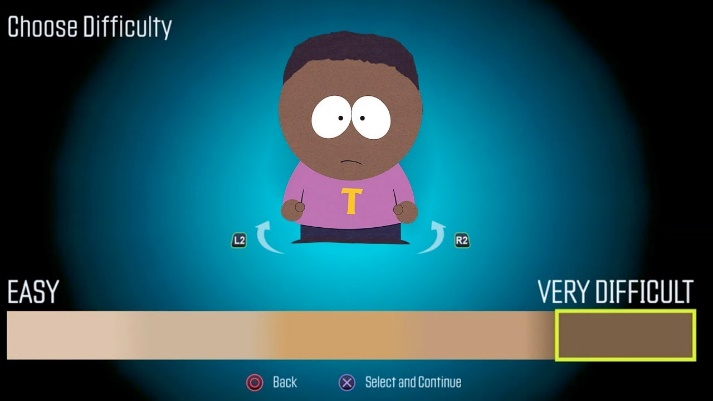 Choose Difficulty
T
L2
R2
EASY
VERY DIFFICULT
Back
Select and Continue